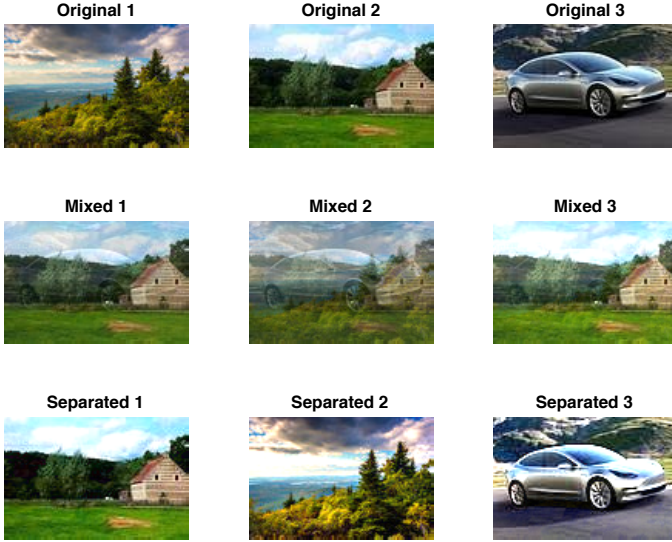 Original 1
Original 2
Original 3
Mixed 1
Mixed 2
Mixed 3
Separated 1
Separated 2
Separated 3